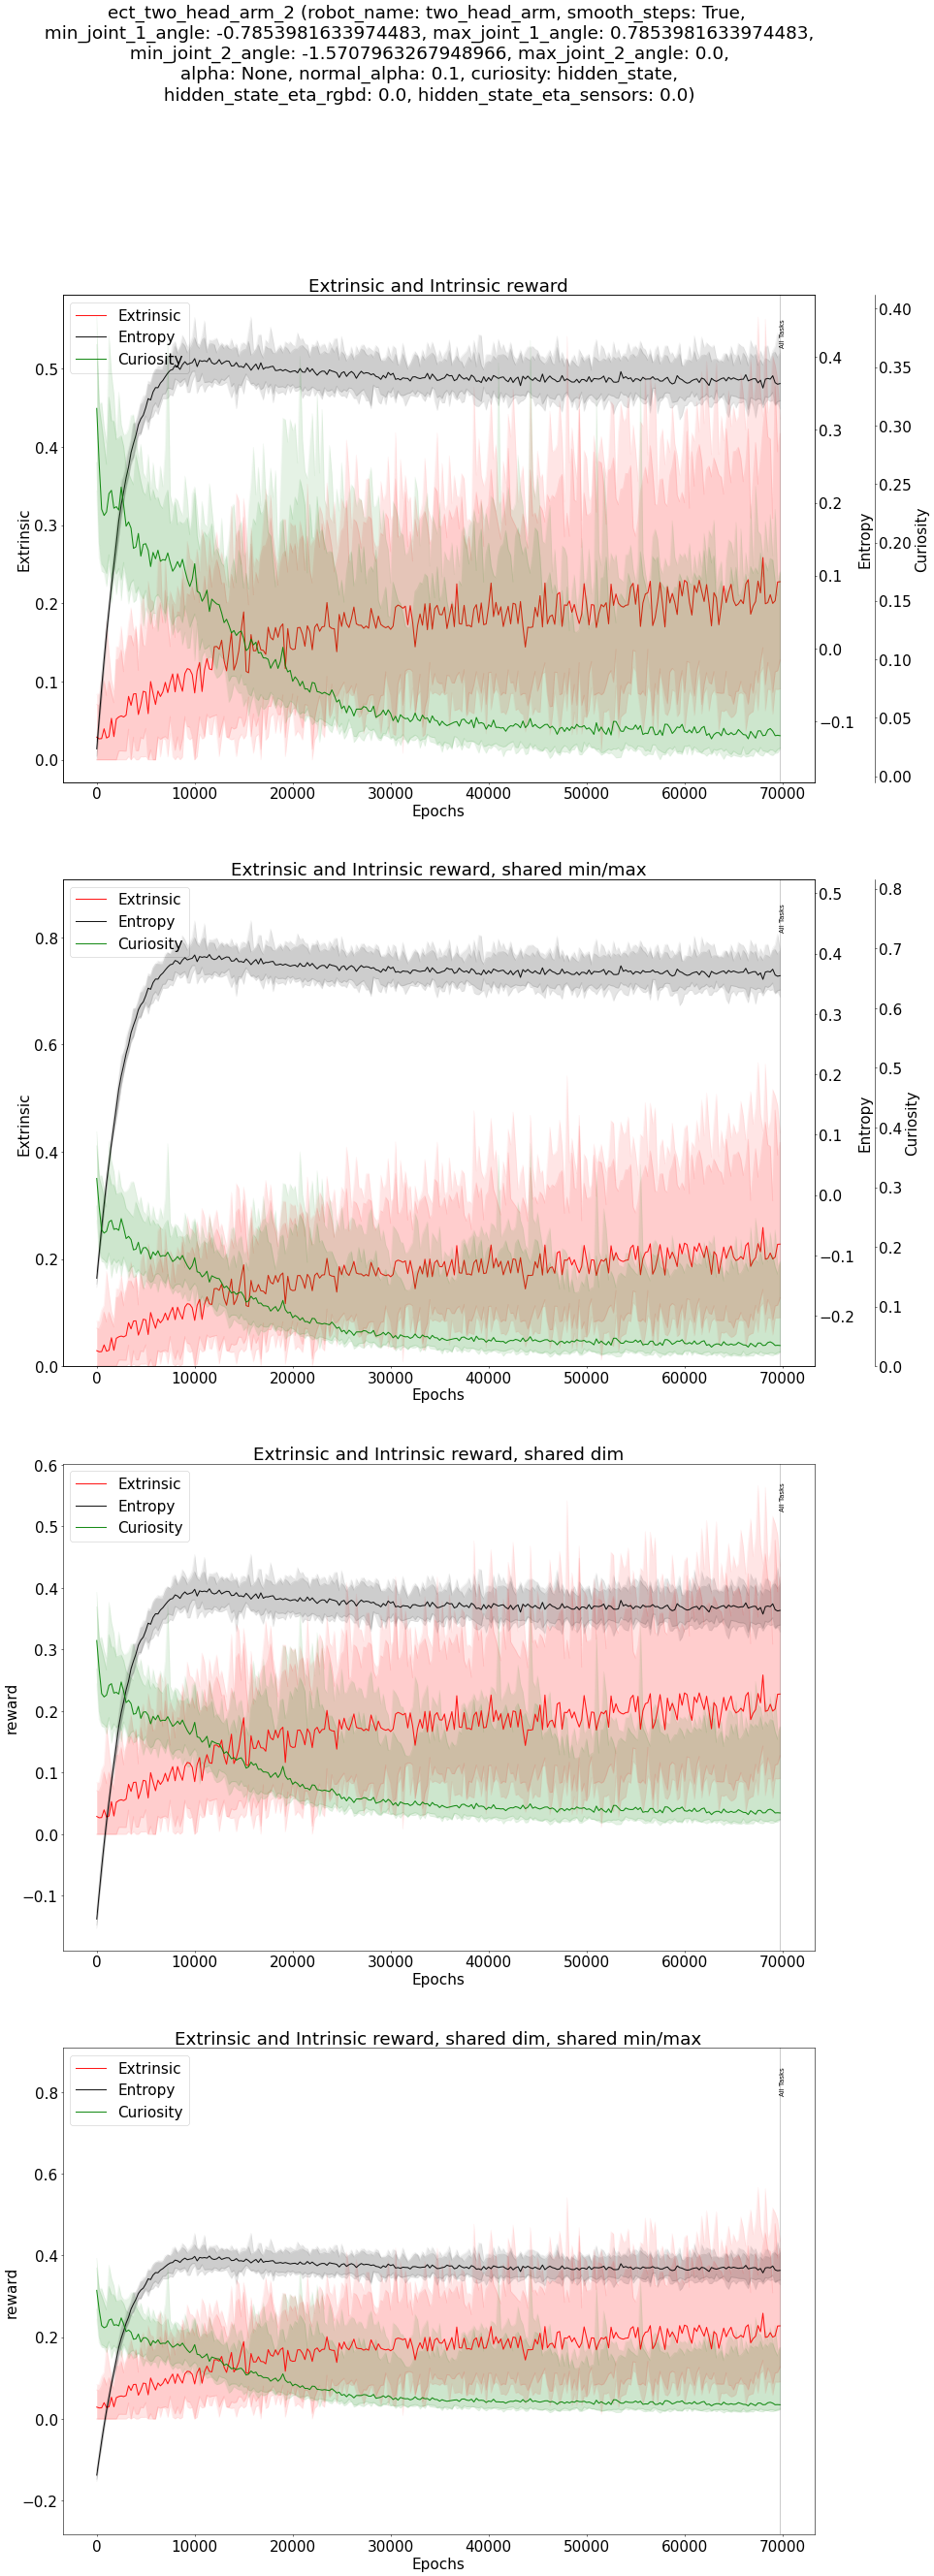 ect_two_head_arm_2 (robot_name: two_head_arm, smooth_steps: True,
min_joint_1_angle: -0.7853981633974483, max_joint_1_angle: 0.7853981633974483,
min_joint_2_angle: -1.5707963267948966, max_joint_2_angle: 0.0,
alpha: None, normal_alpha: 0.1, curiosity: hidden_state,
hidden_state_eta_rgbd: 0.0, hidden_state_eta_sensors: 0.0)
Extrinsic and Intrinsic reward
Extrinsic
Entropy
Curiosity
All Tasks
0.5
0.4
0.3
0.2
0.1
0.0
Extrinsic
0.4
0.3
0.2
0.1
0.0
−0.1
Entropy
0.40
0.35
0.30
0.25
0.20
0.15
0.10
0.05
0.00
Curiosity
0 10000 20000 30000 40000 50000 60000 70000
Epochs
Extrinsic and Intrinsic reward, shared min/max
Extrinsic
Entropy
Curiosity
All Tasks
0.8
0.6
0.4
0.2
0.0
Extrinsic
0.5
0.4
0.3
0.2
0.1
0.0
−0.1
−0.2
Entropy
0.8
0.7
0.6
0.5
0.4
0.3
0.2
0.1
0.0
Curiosity
0 10000 20000 30000 40000 50000 60000 70000
Epochs
Extrinsic and Intrinsic reward, shared dim
Extrinsic
Entropy
Curiosity
All Tasks
0.6
0.5
0.4
0.3
0.2
0.1
0.0
−0.1
reward
0 10000 20000 30000 40000 50000 60000 70000
Epochs
Extrinsic and Intrinsic reward, shared dim, shared min/max
Extrinsic
Entropy
Curiosity
All Tasks
0.8
0.6
0.4
0.2
0.0
−0.2
reward
0 10000 20000 30000 40000 50000 60000 70000
Epochs